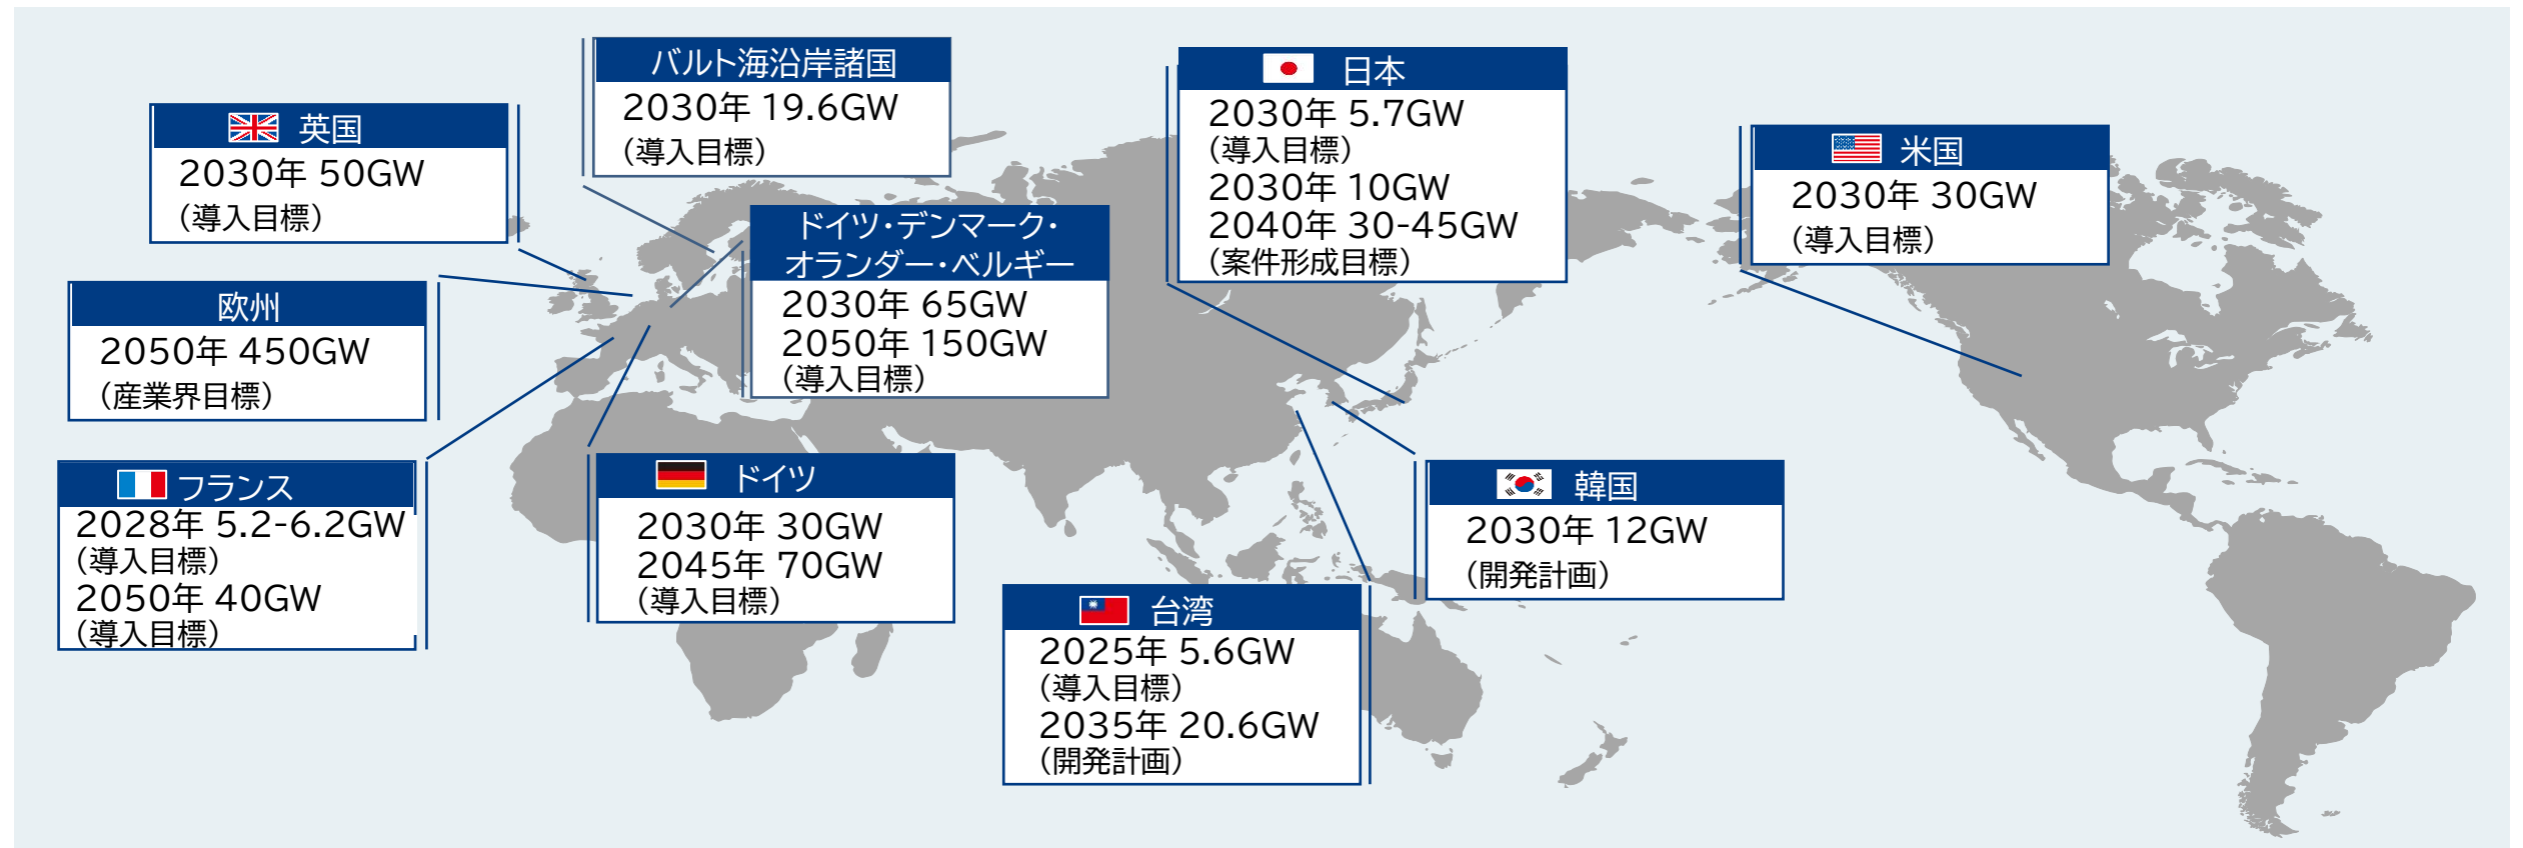 バルト海沿岸諸国
2030年 19.6GW
(導入目標)
日本
2030年 5.7GW
(導入目標)
2030年 10GW
2040年 30-45GW
(案件形成目標)
英国
2030年 50GW
(導入目標)
米国
2030年 30GW
(導入目標)
ドイツ・デンマーク・
オランダー・ベルギー
2030年 65GW
2050年 150GW
(導入目標)
欧州
2050年 450GW
(産業界目標)
フランス
2028年 5.2-6.2GW
(導入目標)
2050年 40GW
(導入目標)
ドイツ
2030年 30GW
2045年 70GW
(導入目標)
韓国
2030年 12GW
(開発計画)
台湾
2025年 5.6GW
(導入目標)
2035年 20.6GW
(開発計画)